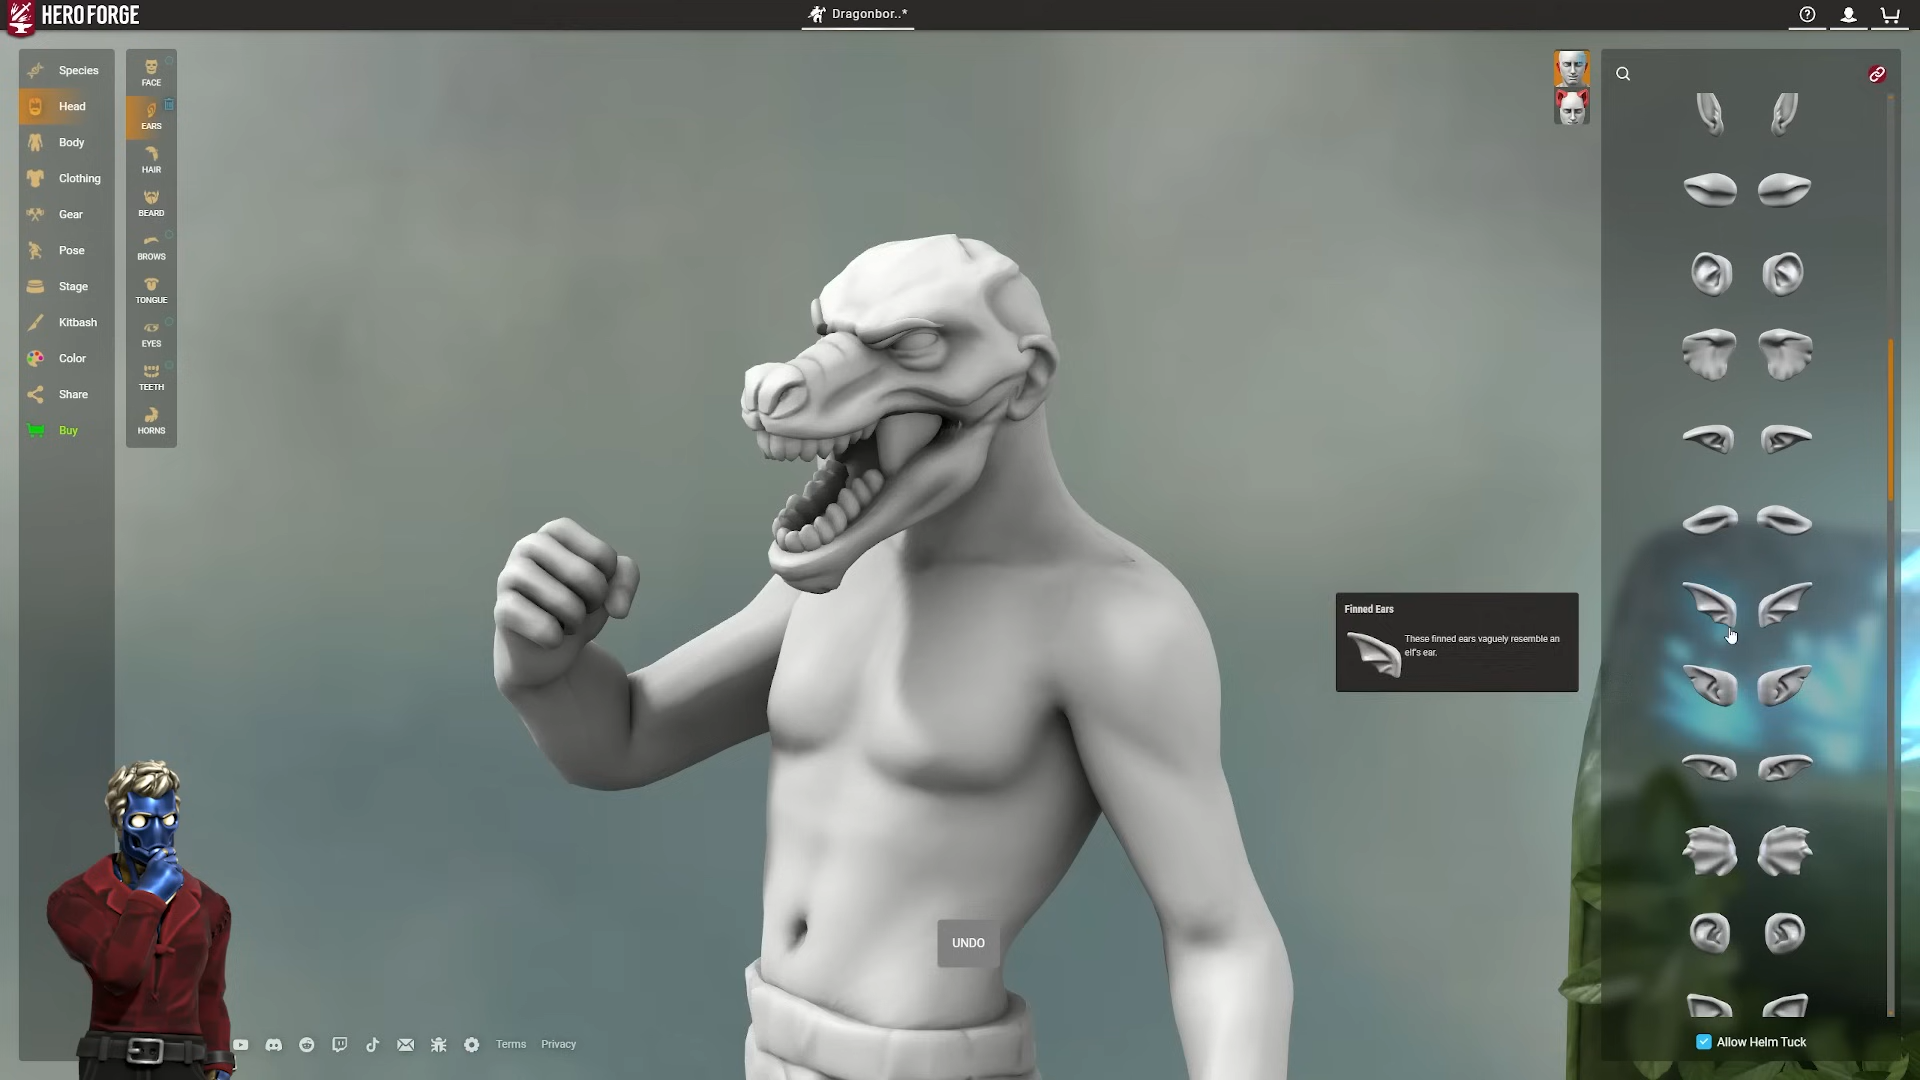 HERO FORGE
Dragonbor..*
Species
Head
Body
Clothing
Gear
Pose
Stage
Kitbash
Color
Share
Buy
FACE
EARS
HAIR
BEARD
BROWS
TONGUE
EYES
TEETH
HORNS
Finned Ears
These finned ears vaguely resemble an
elf's ear.
UNDO
Terms
Privacy
Allow Helm Tuck